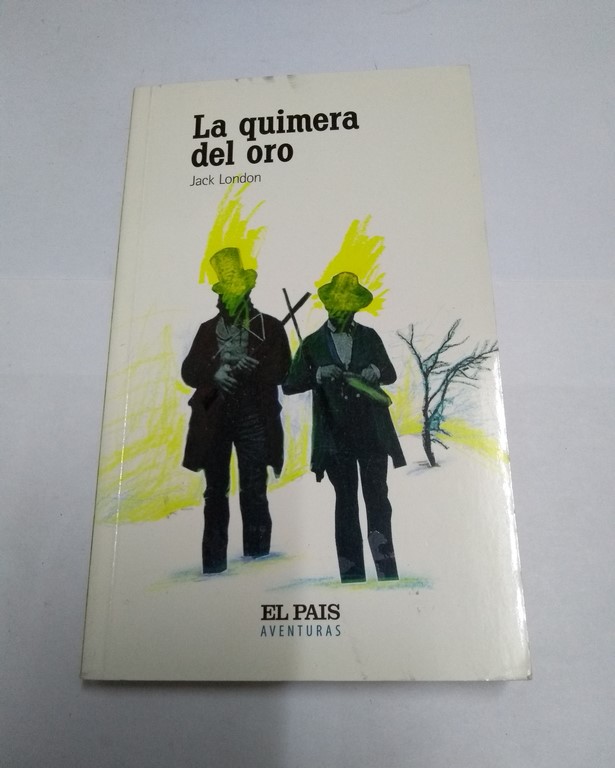 La quimera
del oro
Jack London
EL PAIS
AVENTURAS